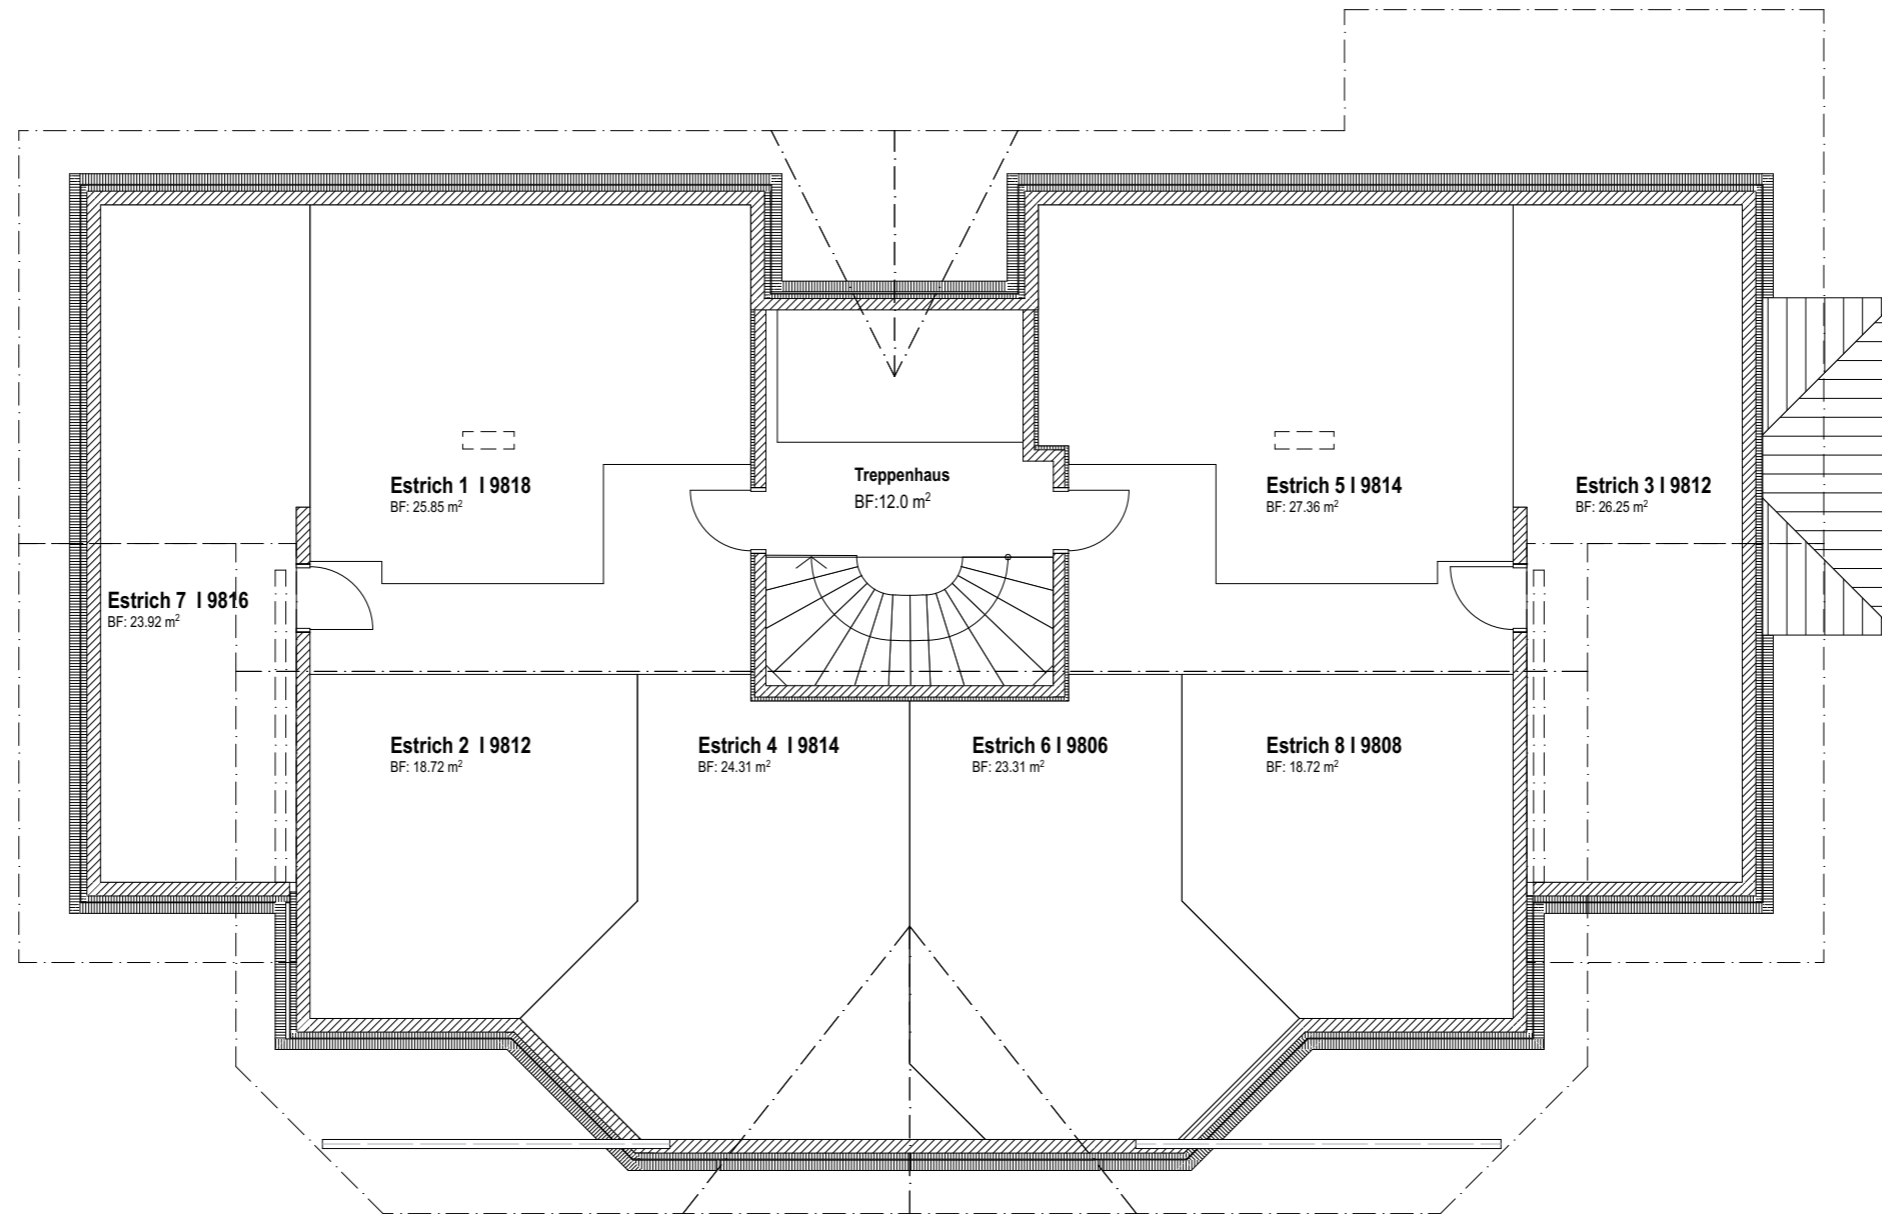 Treppenhaus
BF:12.0 m²
Estrich 1 I 9818
BF: 25.85 m²
Estrich 5 I 9814
BF: 27.36 m²
Estrich 3 I 9812
BF: 26.25 m²
Estrich 7 I 9816
BF: 23.92 m²
Estrich 2 I 9812
BF: 18.72 m²
Estrich 4 I 9814
BF: 24.31 m²
Estrich 6 I 9806
BF: 23.31 m²
Estrich 8 I 9808
BF: 18.72 m²